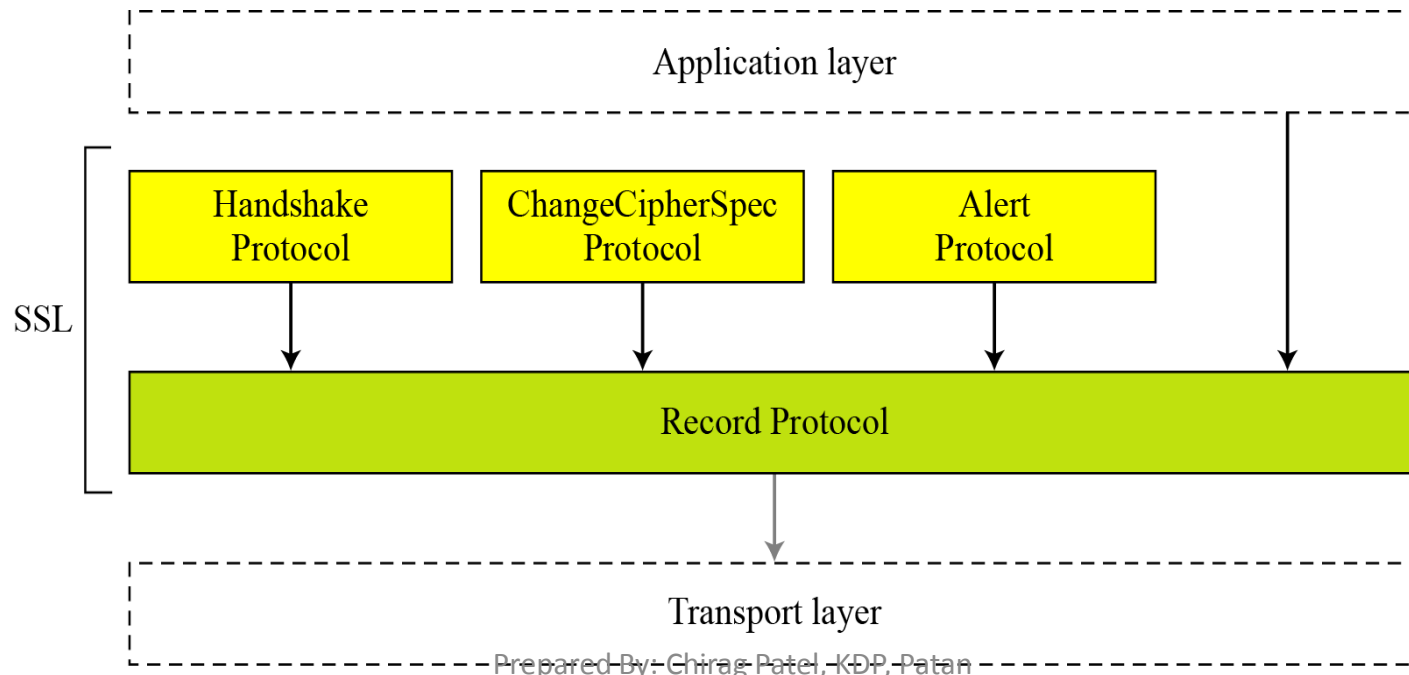 Application layer
Handshake
Protocol
ChangeCipherSpec
Protocol
Alert
Protocol
SSL
Record Protocol
Transport layer
Prepared By: Chirag Patel, KDP, Patan